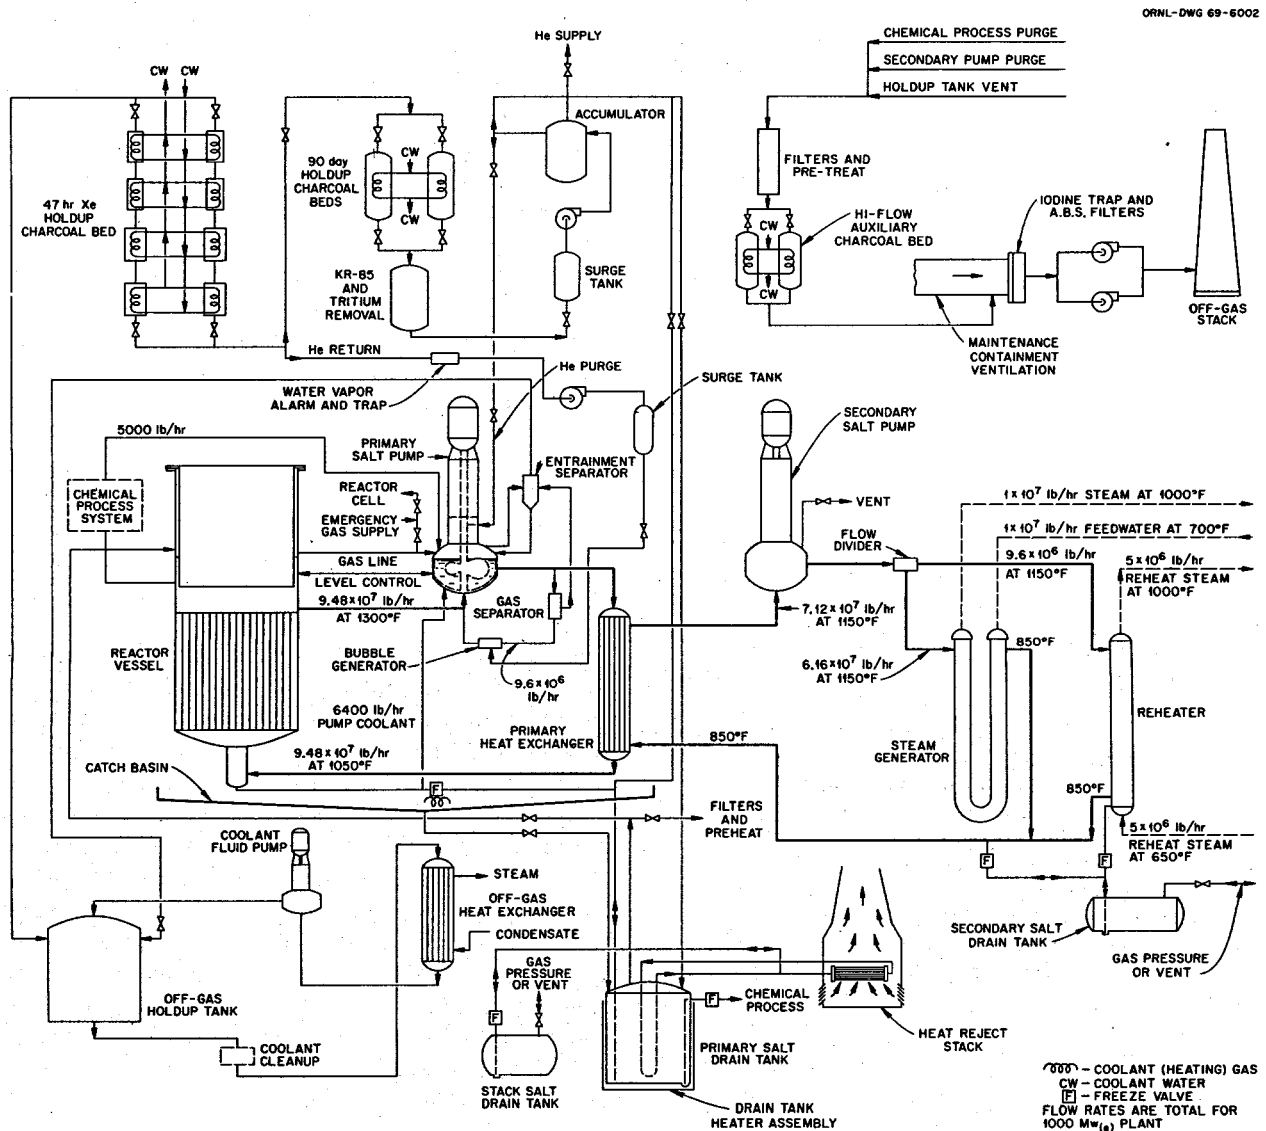 ORNL-DWG 69-6002
He SUPPLY
CHEMICAL PROCESS PURGE
SECONDARY PUMP PURGE
HOLDUP TANK VENT
CW
CW
ACCUMULATOR
90 day
HOLDUP
CHARCOAL
BEDS
CW
CW
FILTERS AND
PRE-TREAT
47 hr Xe
HOLDUP
CHARCOAL BED
IODINE TRAP AND
A.B.S. FILTERS
HI-FLOW
AUXILIARY
CHARCOAL BED
CW
CW
KR-85
AND
TRITIUM
REMOVAL
SURGE
TANK
OFF-GAS
STACK
MAINTENANCE
CONTAINMENT
VENTILATION
He RETURN
He PURGE
WATER VAPOR
ALARM AND TRAP
SURGE TANK
5000 lb/hr
PRIMARY
SALT PUMP
SECONDARY
SALT PUMP
ENTRAINMENT
SEPARATOR
REACTOR
CELL
EMERGENCY
GAS SUPPLY
CHEMICAL
PROCESS
SYSTEM
VENT
1 x 10⁷ lb/hr STEAM AT 1000°F
1x10⁷ lb/hr FEEDWATER AT 700°F
FLOW
DIVIDER
9.6 x 10⁶ lb/hr
AT 1150°F
5 x 10⁶ lb/hr
REHEAT STEAM
AT 1000°F
GAS LINE
LEVEL CONTROL
9.48x10⁷ lb/hr
AT 1300°F
GAS
SEPARATOR
7.12 x 10⁷ lb/hr
AT 1150°F
REACTOR
VESSEL
BUBBLE
GENERATOR
9.6 x 10⁶
lb/hr
850°F
6.16 x 10⁷ lb/hr
AT 1150°F
6400 lb/hr
PUMP COOLANT
PRIMARY
HEAT EXCHANGER
850°F
STEAM
GENERATOR
REHEATER
9.48x10⁷ lb/hr
AT 1050°F
CATCH BASIN
F
850°F
FILTERS
AND
PREHEAT
5 x 10⁶ lb/hr
REHEAT STEAM
AT 650°F
F
F
COOLANT
FLUID PUMP
STEAM
OFF-GAS
HEAT EXCHANGER
CONDENSATE
SECONDARY SALT
DRAIN TANK
GAS PRESSURE
OR VENT
GAS
PRESSURE
OR VENT
OFF-GAS
HOLDUP TANK
F
F
CHEMICAL
PROCESS
COOLANT
CLEANUP
PRIMARY SALT
DRAIN TANK
HEAT REJECT
STACK
STACK SALT
DRAIN TANK
DRAIN TANK
HEATER ASSEMBLY
- COOLANT (HEATING) GAS
CW - COOLANT WATER
F - FREEZE VALVE
FLOW RATES ARE TOTAL FOR
1000 Mw(e) PLANT